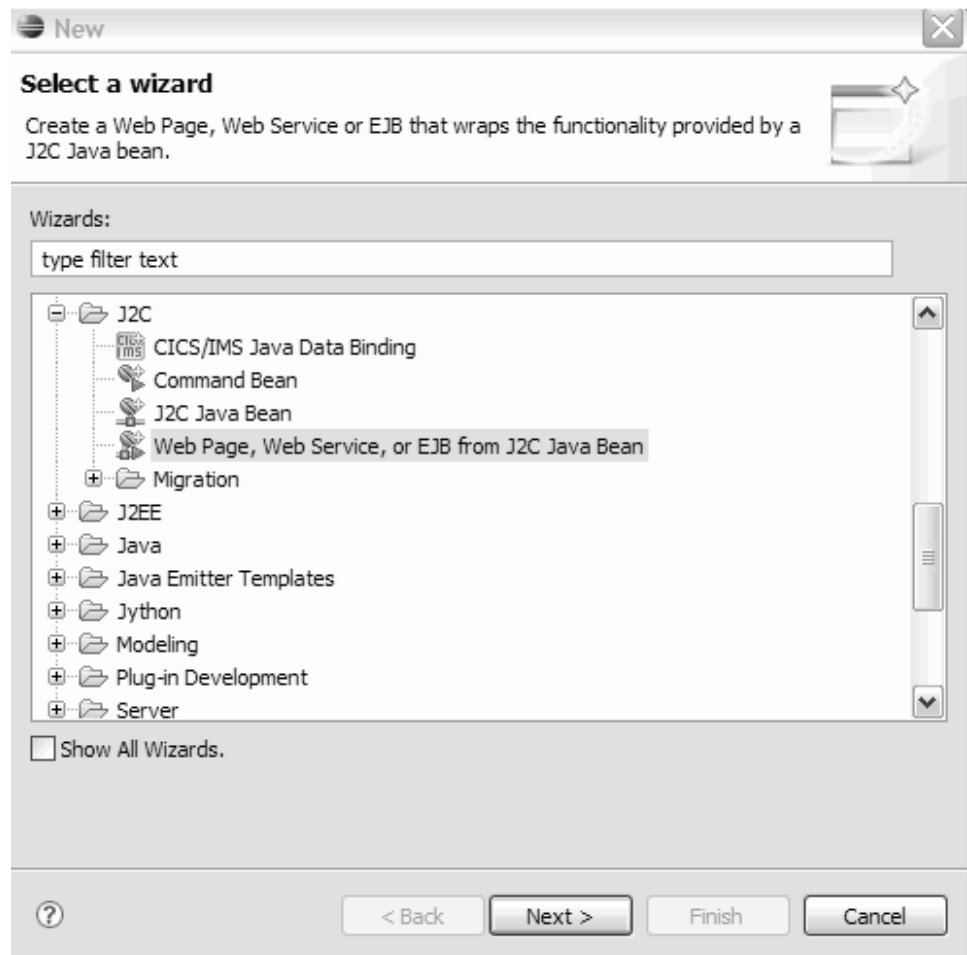 New
Select a wizard
Create a Web Page, Web Service or EJB that wraps the functionality provided by a
J2C Java bean.
Wizards:
type filter text
J2C
CICS/IMS Java Data Binding
Command Bean
J2C Java Bean
Web Page, Web Service, or EJB from J2C Java Bean
Migration
J2EE
Java
Java Emitter Templates
Jython
Modeling
Plug-in Development
Server
Show All Wizards.
< Back
Next >
Finish
Cancel